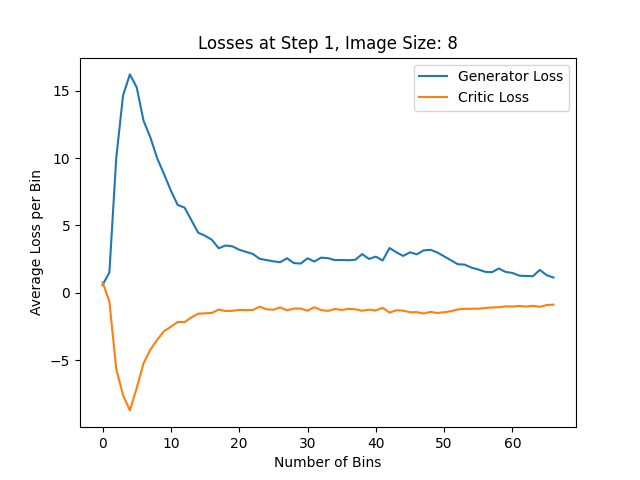 Losses at Step 1, Image Size: 8
Generator Loss
Critic Loss
Average Loss per Bin
15
10
5
0
−5
0 10 20 30 40 50 60
Number of Bins